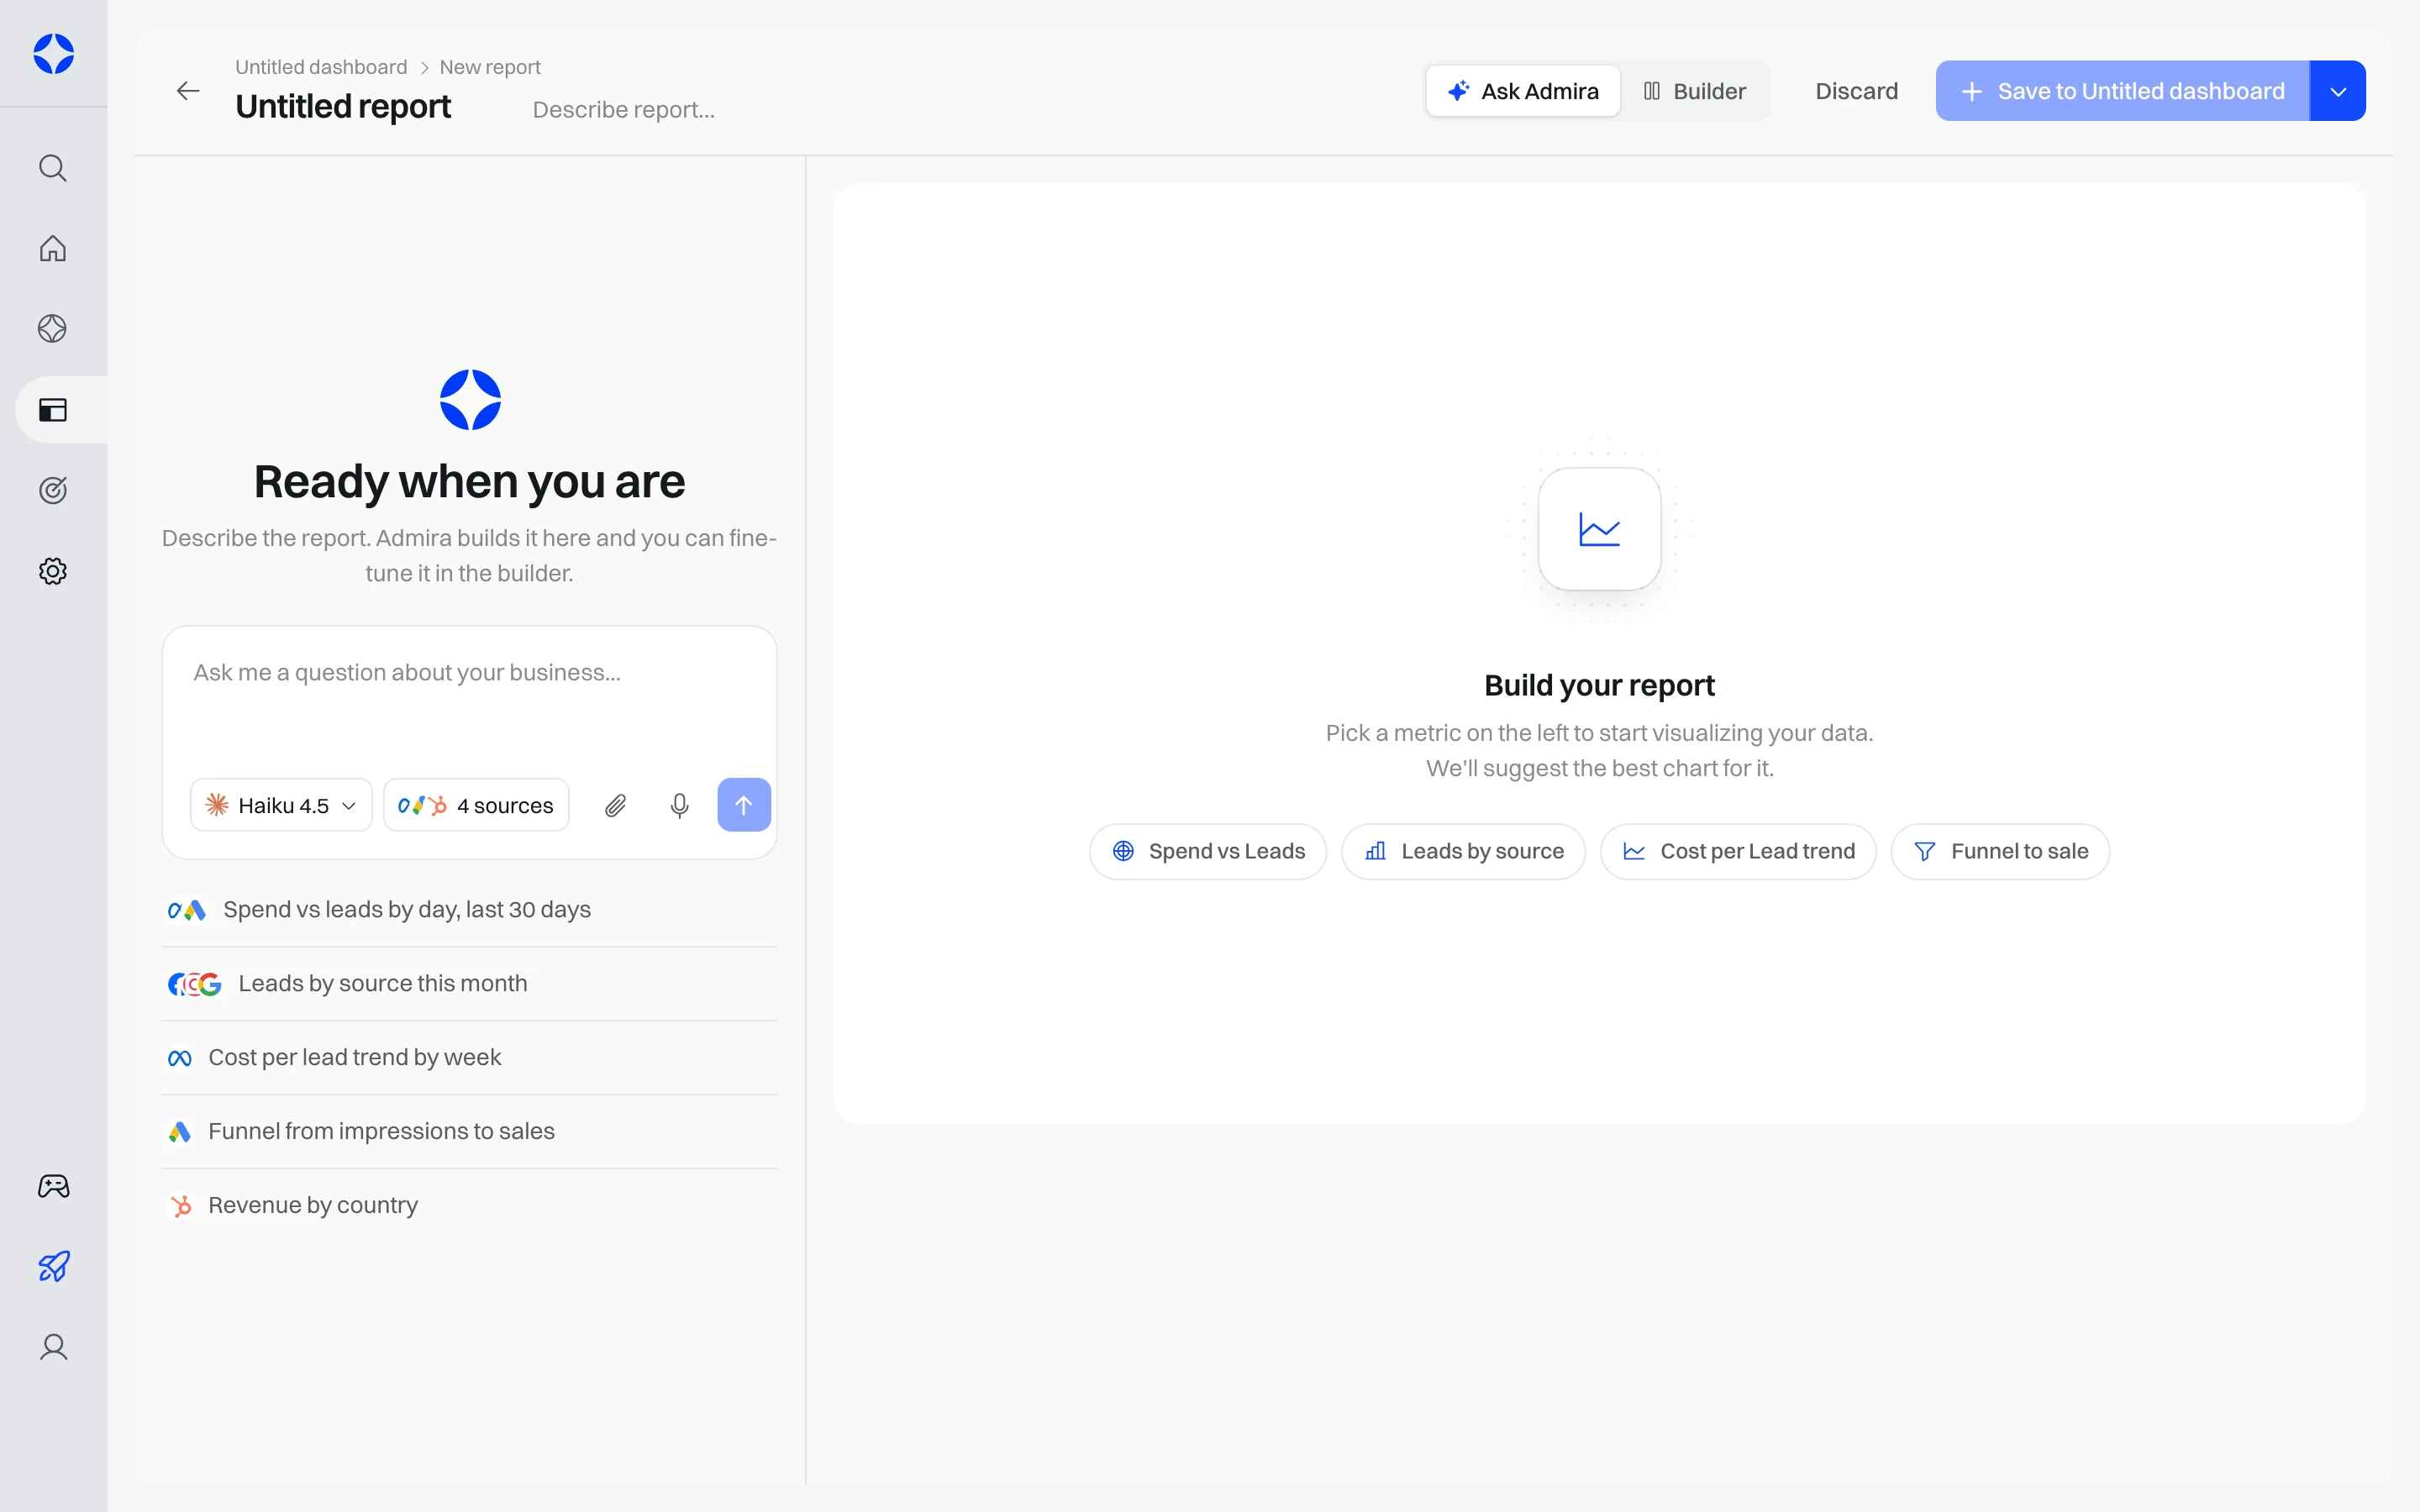 Untitled dashboard > New report
Untitled report
Describe report...
Ask Admira
Builder
Discard
Save to Untitled dashboard
Ready when you are
Describe the report. Admira builds it here and you can fine-
tune it in the builder.
Ask me a question about your business...
Haiku 4.5
4 sources
Spend vs leads by day, last 30 days
Leads by source this month
Cost per lead trend by week
Funnel from impressions to sales
Revenue by country
Build your report
Pick a metric on the left to start visualizing your data.
We'll suggest the best chart for it.
Spend vs Leads
Leads by source
Cost per Lead trend
Funnel to sale